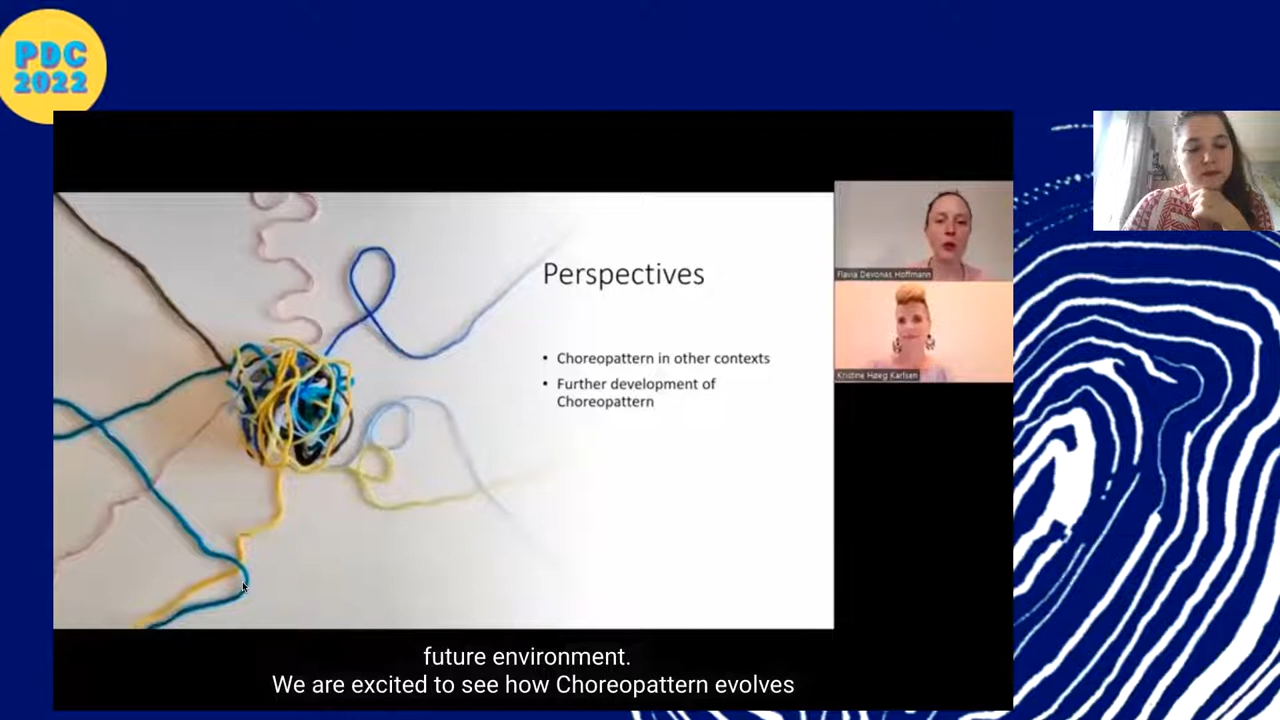 PDC
2022
Perspectives
• Choreopattern in other contexts
• Further development of
Choreopattern
Flavia Devonas Hoffmann
Kristine Høeg Karlsen
future environment.
We are excited to see how Choreopattern evolves